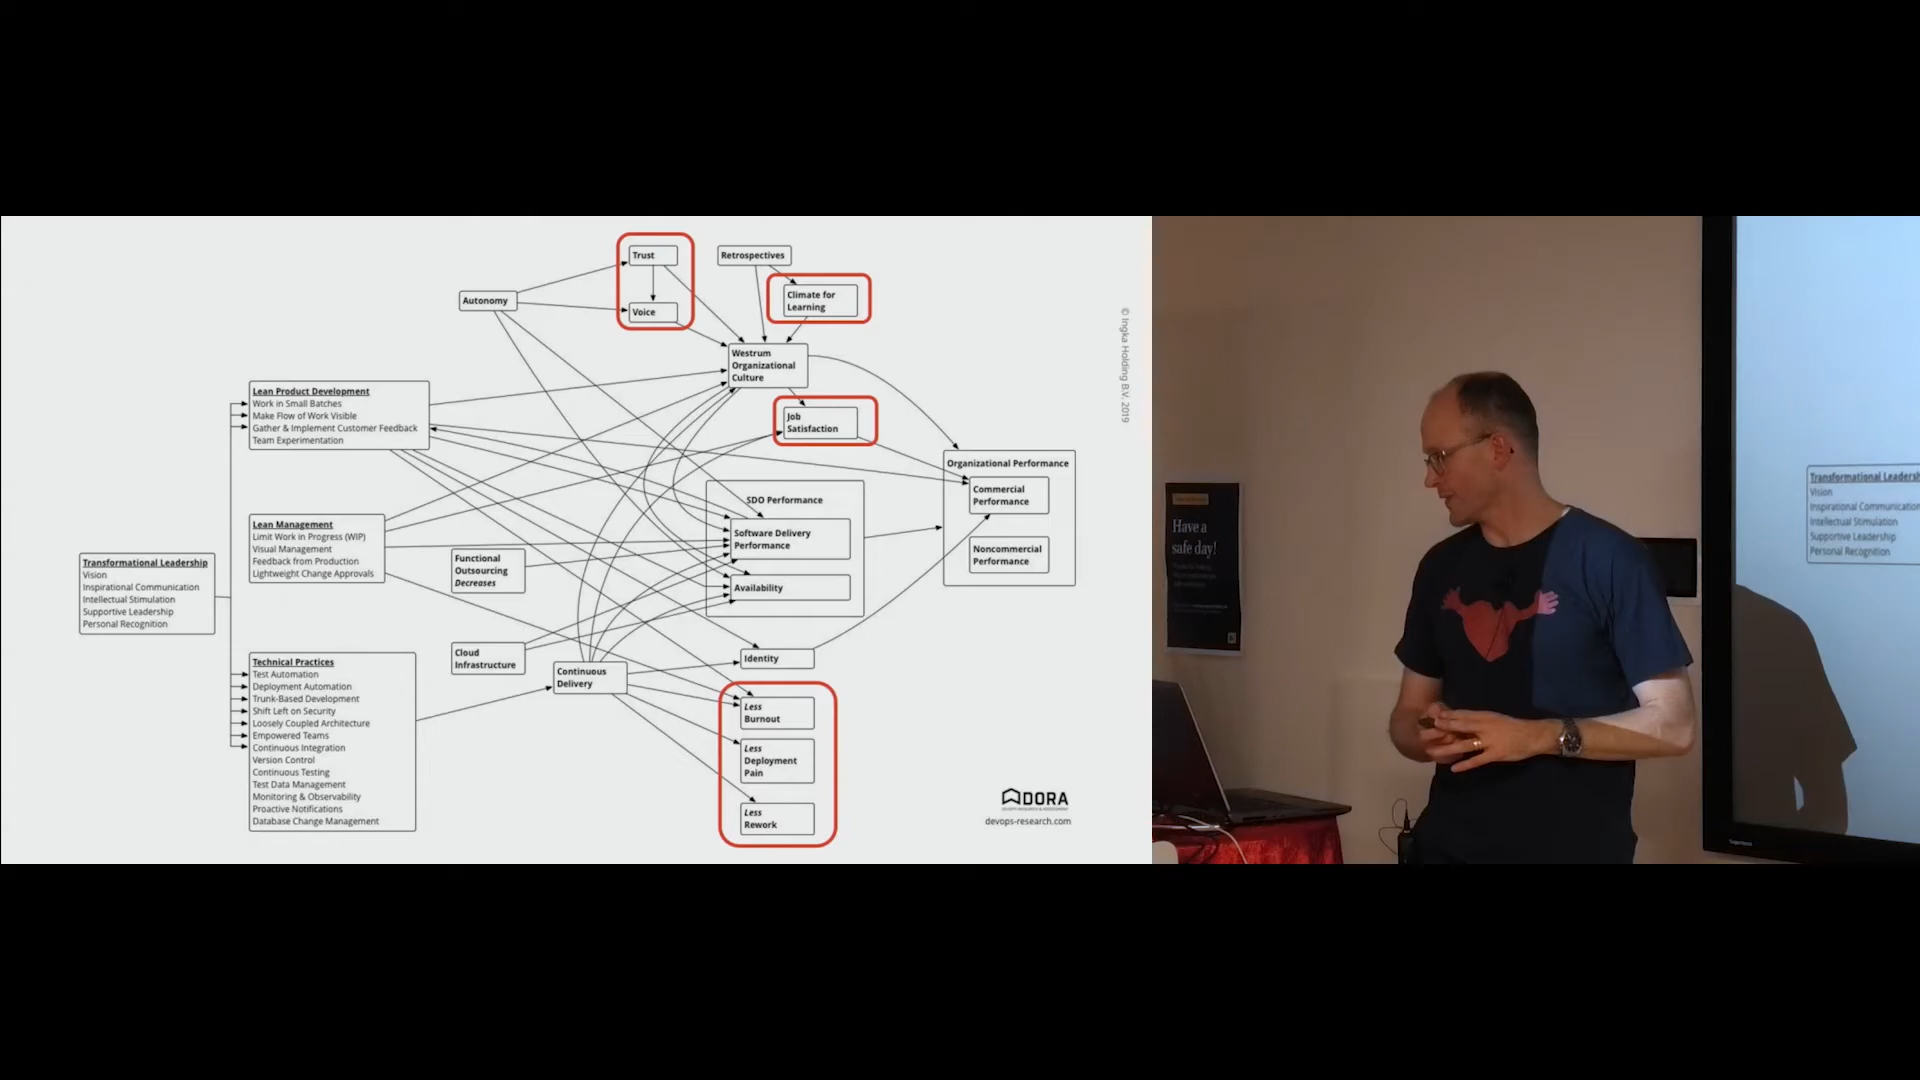 Trust
Retrospectives
Climate for
Learning
Autonomy
Voice
Westrum
Organizational
Culture
Lean Product Development
Work in Small Batches
Make Flow of Work Visible
Gather & Implement Customer Feedback
Team Experimentation
Job
Satisfaction
Organizational Performance
Commercial
Performance
Noncommercial
Performance
SDO Performance
Software Delivery
Performance
Availability
Lean Management
Limit Work in Progress (WIP)
Visual Management
Feedback from Production
Lightweight Change Approvals
Functional
Outsourcing
Decreases
Transformational Leadership
Vision
Inspirational Communication
Intellectual Stimulation
Supportive Leadership
Personal Recognition
Cloud
Infrastructure
Continuous
Delivery
Identity
Technical Practices
Test Automation
Deployment Automation
Trunk-Based Development
Shift Left on Security
Loosely Coupled Architecture
Empowered Teams
Continuous Integration
Version Control
Continuous Testing
Test Data Management
Monitoring & Observability
Proactive Notifications
Database Change Management
Less
Burnout
Less
Deployment
Pain
Less
Rework
DORA
devops-research.com
© Ingka Holding B.V. 2019
Have a
safe day!
Transformational Leadersh
Vision
Inspirational Communication
Intellectual Stimulation
Supportive Leadership
Personal Recognition